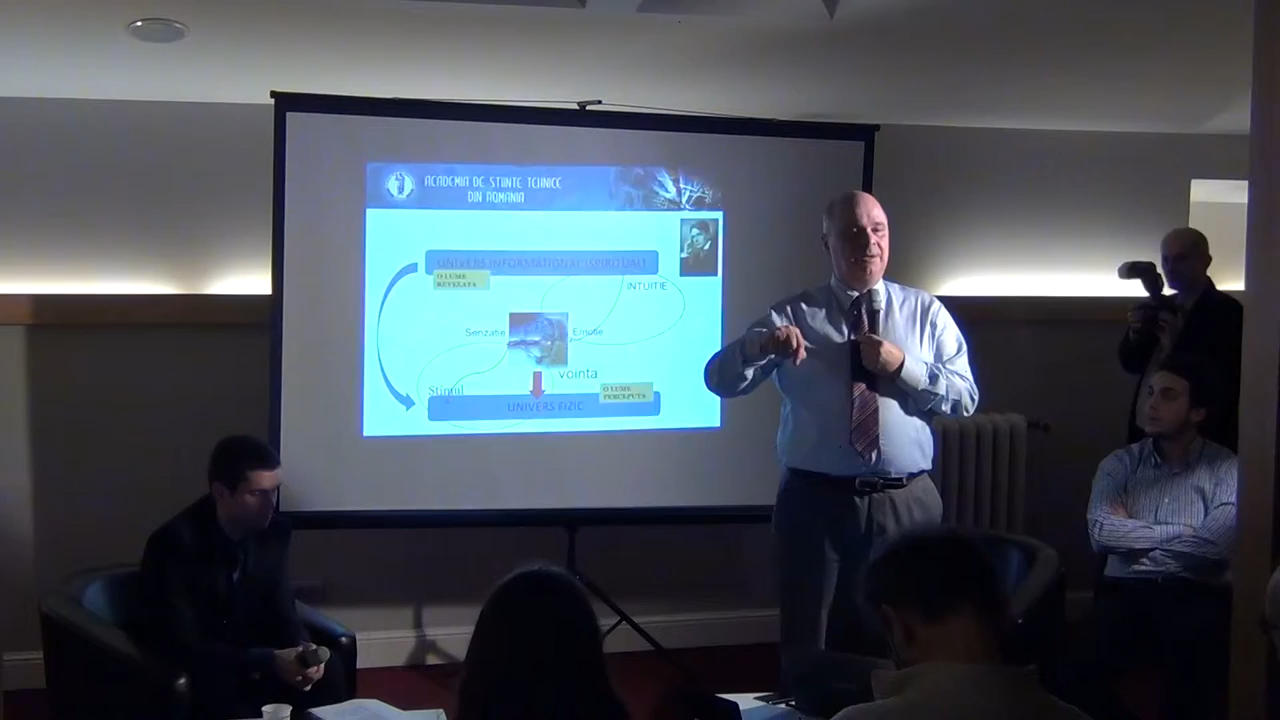 ACADEMIA DE STIINTE TEHNICE
DIN ROMANIA
UNIVERS INFORMATIONAL (SPIRITUAL)
O LUME
REVELATA
INTUITIE
Senzatie
Emotie
vointa
Stimul
O LUME
PERCEPUTA
UNIVERS FIZIC